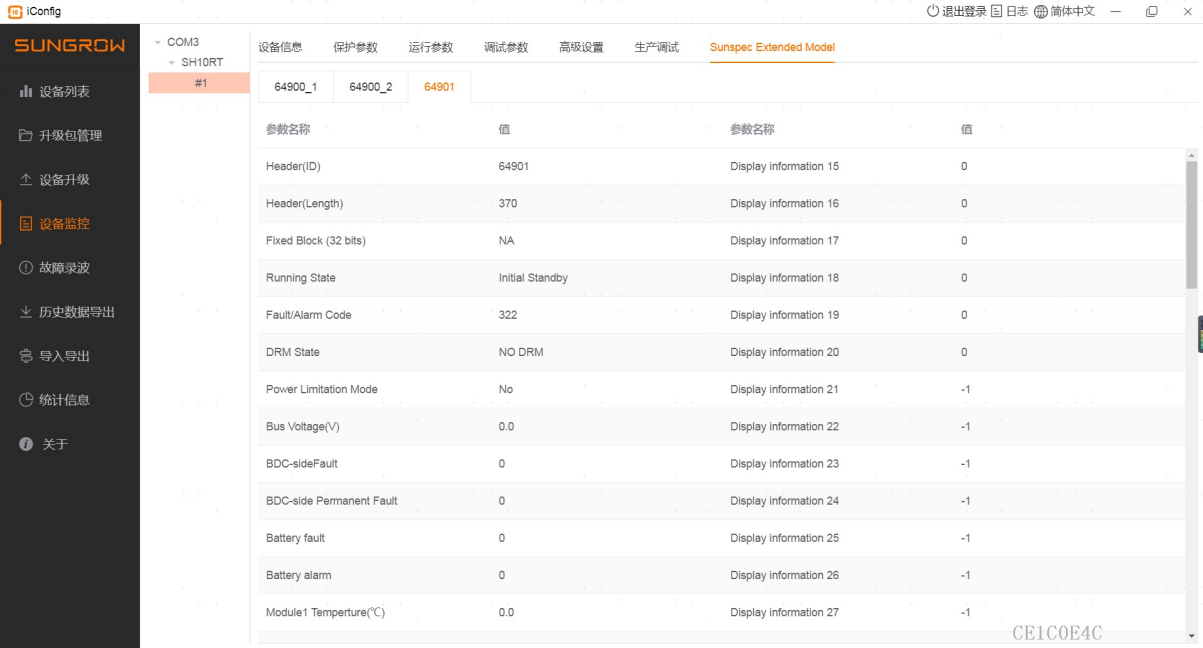 iConfig 退出登录 日志 简体中文
SUNGROW
设备列表
升级包管理
设备升级
设备监控
故障录波
历史数据导出
导入导出
统计信息
关于
COM3
SH10RT
#1
设备信息 保护参数 运行参数 调试参数 高级设置 生产调试 Sunspec Extended Model
64900_1 64900_2 64901
参数名称 值 参数名称 值
Header(ID) 64901 Display information 15 0
Header(Length) 370 Display information 16 0
Fixed Block (32 bits) NA Display information 17 0
Running State Initial Standby Display information 18 0
Fault/Alarm Code 322 Display information 19 0
DRM State NO DRM Display information 20 0
Power Limitation Mode No Display information 21 -1
Bus Voltage(V) 0.0 Display information 22 -1
BDC-sideFault 0 Display information 23 -1
BDC-side Permanent Fault 0 Display information 24 -1
Battery fault 0 Display information 25 -1
Battery alarm 0 Display information 26 -1
Module1 Temperture(℃) 0.0 Display information 27 -1
CE1C0E4C